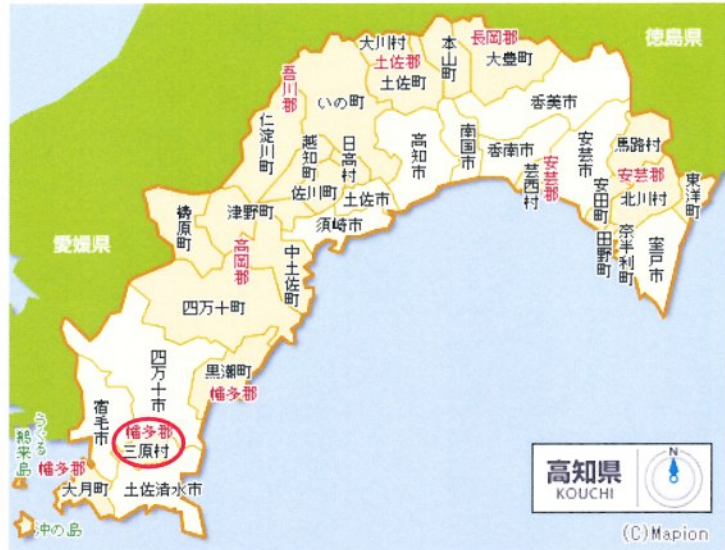 徳島県
愛媛県
長岡郡
大川村
土佐郡
土佐町
本山町
大豊町
吾川郡
いの町
仁淀川町
越知町
日高村
佐川町
土佐市
高知市
南国市
香美市
香南市
安芸市
安芸郡
芸西村
馬路村
安芸郡
北川村
東洋町
安田町
田野町
奈半利町
室戸市
梼原町
津野町
須崎市
高岡郡
中土佐町
四万十町
四万十市
黒潮町
幡多郡
宿毛市
幡多郡
三原村
うぐる
鵜来島
幡多郡
大月町
土佐清水市
沖の島
高知県
KOUCHI
N
(C)Mapion